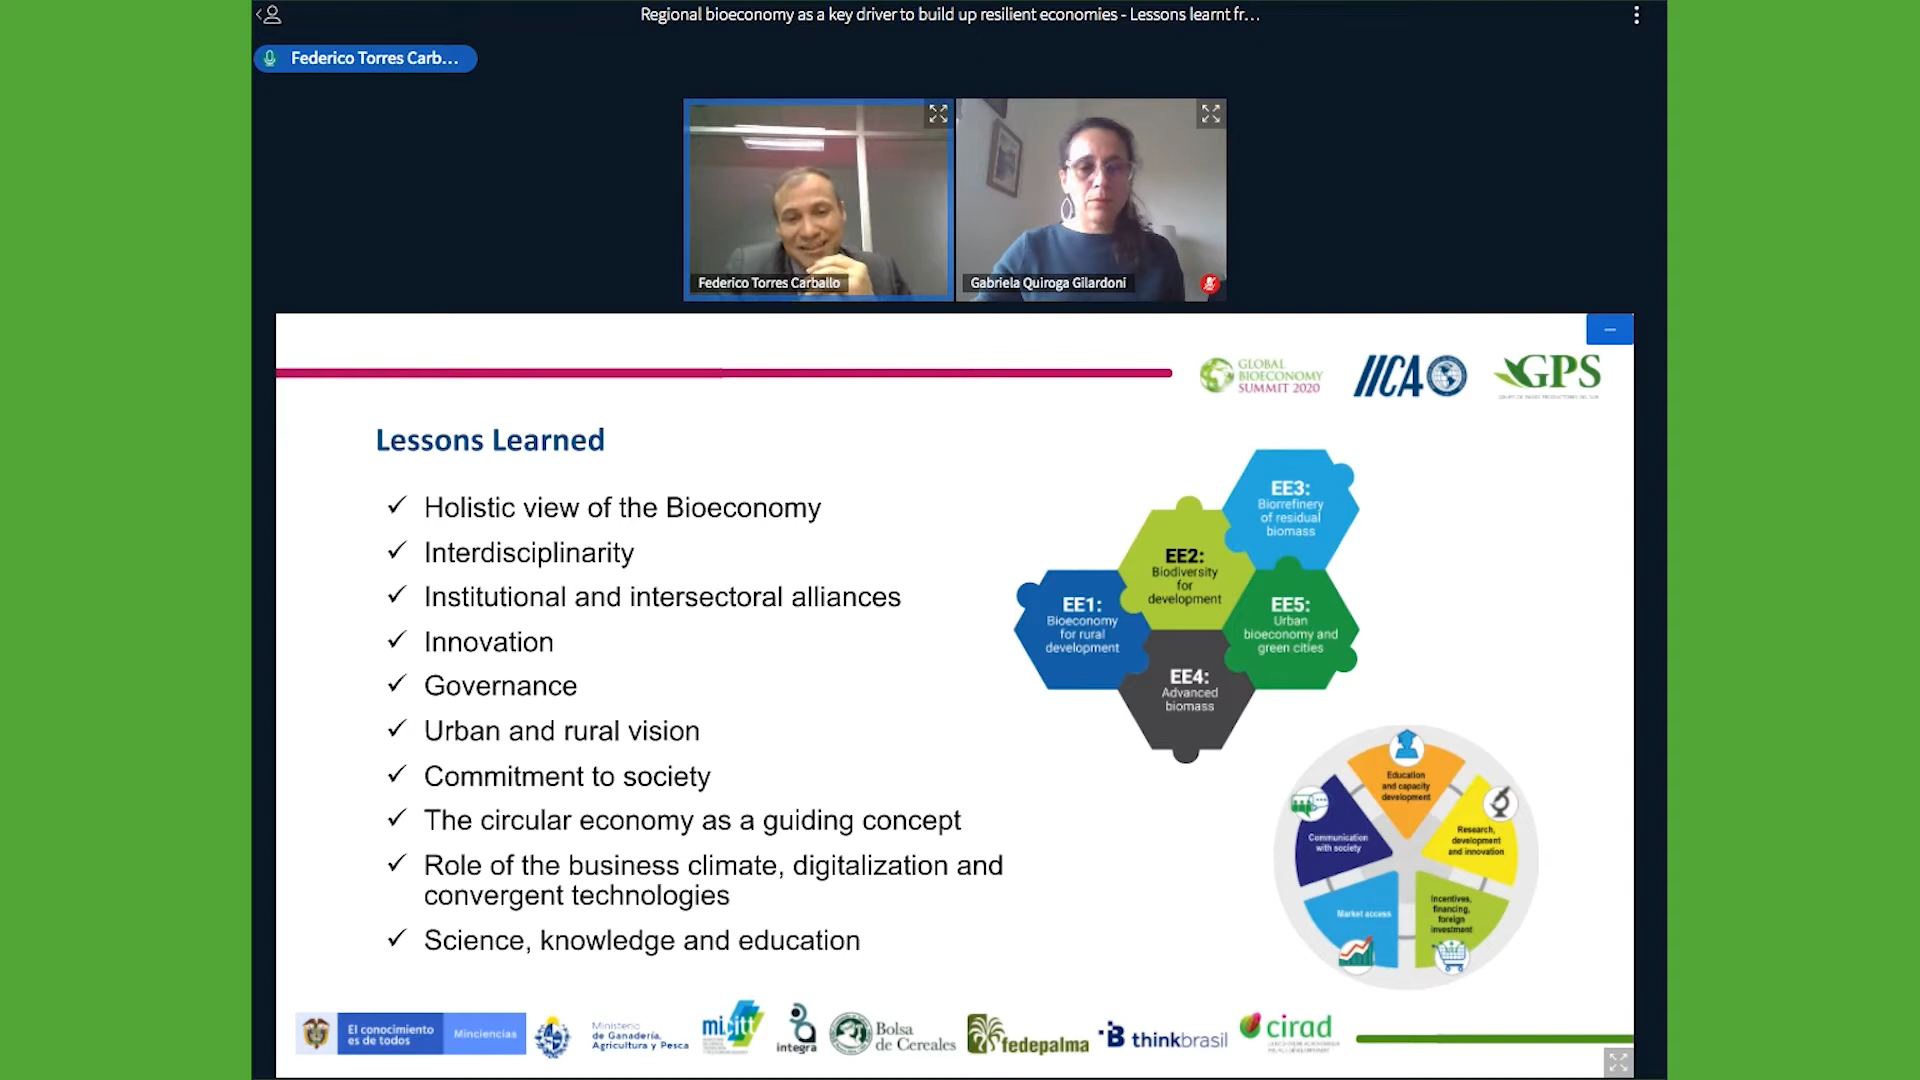 Regional bioeconomy as a key driver to build up resilient economies - Lessons learnt fr...
Federico Torres Carb...
Federico Torres Carballo
Gabriela Quiroga Gilardoni
GLOBAL
BIOECONOMY
SUMMIT 2020
IICA
GPS
Lessons Learned
✓ Holistic view of the Bioeconomy
✓ Interdisciplinarity
✓ Institutional and intersectoral alliances
✓ Innovation
✓ Governance
✓ Urban and rural vision
✓ Commitment to society
✓ The circular economy as a guiding concept
✓ Role of the business climate, digitalization and
convergent technologies
✓ Science, knowledge and education
EE3:
Biorrefinery
of residual
biomass
EE2:
Biodiversity
for
development
EE1:
Bioeconomy
for rural
development
EE5:
Urban
bioeconomy and
green cities
EE4:
Advanced
biomass
Education
and capacity
development
Research,
development
and innovation
Incentives,
financing,
foreign
investment
Market access
Communication
with society
El conocimiento
es de todos
Minciencias
Ministerio
de Ganadería,
Agricultura y Pesca
micitt
integra
Bolsa
de Cereales
fedepalma
thinkbrasil
cirad